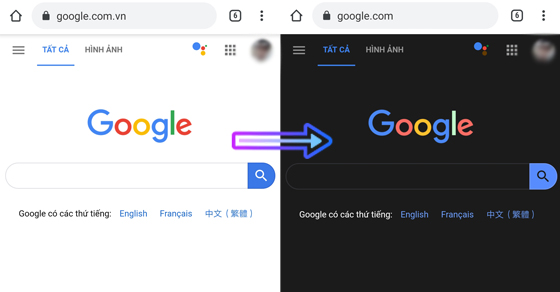 google.com.vn
6
TẤT CẢ HÌNH ẢNH
Google
Google có các thứ tiếng: English Français 中文 (繁體)
google.com
6
TẤT CẢ HÌNH ẢNH
Google
Google có các thứ tiếng: English Français 中文 (繁體)